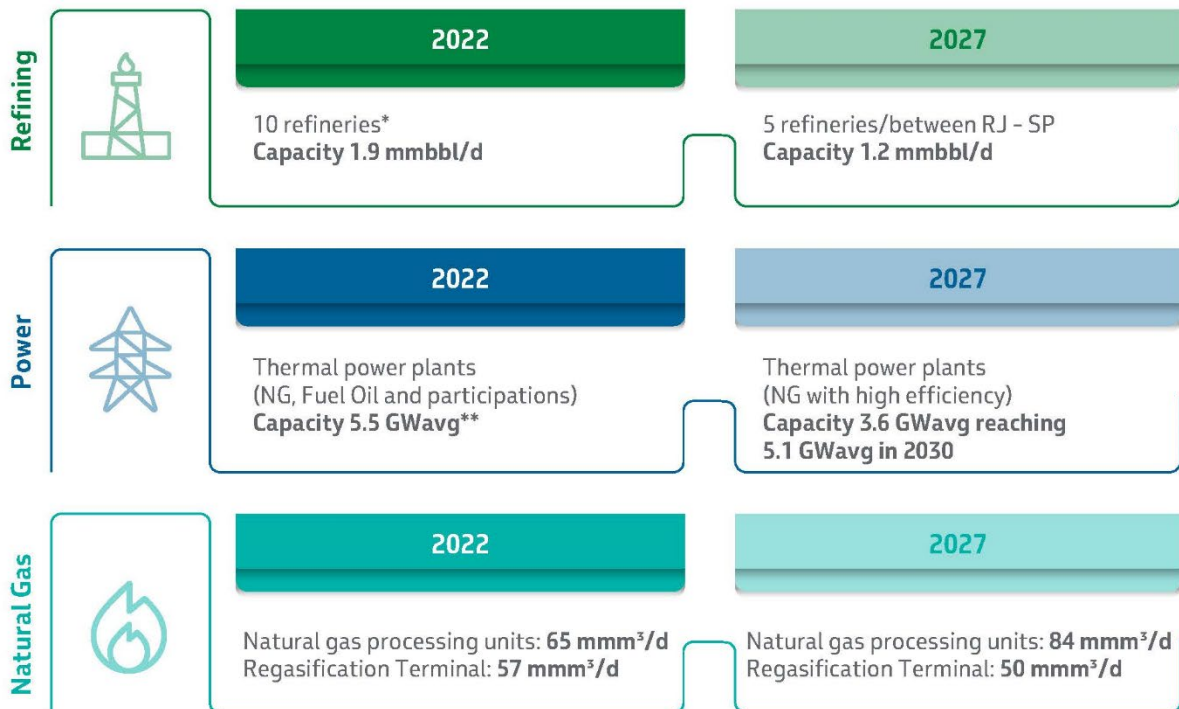 Refining
2022
10 refineries*
Capacity 1.9 mmbbl/d
2027
5 refineries/between RJ – SP
Capacity 1.2 mmbbl/d
Power
2022
Thermal power plants
(NG, Fuel Oil and participations)
Capacity 5.5 GWavg**
2027
Thermal power plants
(NG with high efficiency)
Capacity 3.6 GWavg reaching
5.1 GWavg in 2030
Natural Gas
2022
Natural gas processing units: 65 mmm³/d
Regasification Terminal: 57 mmm³/d
2027
Natural gas processing units: 84 mmm³/d
Regasification Terminal: 50 mmm³/d